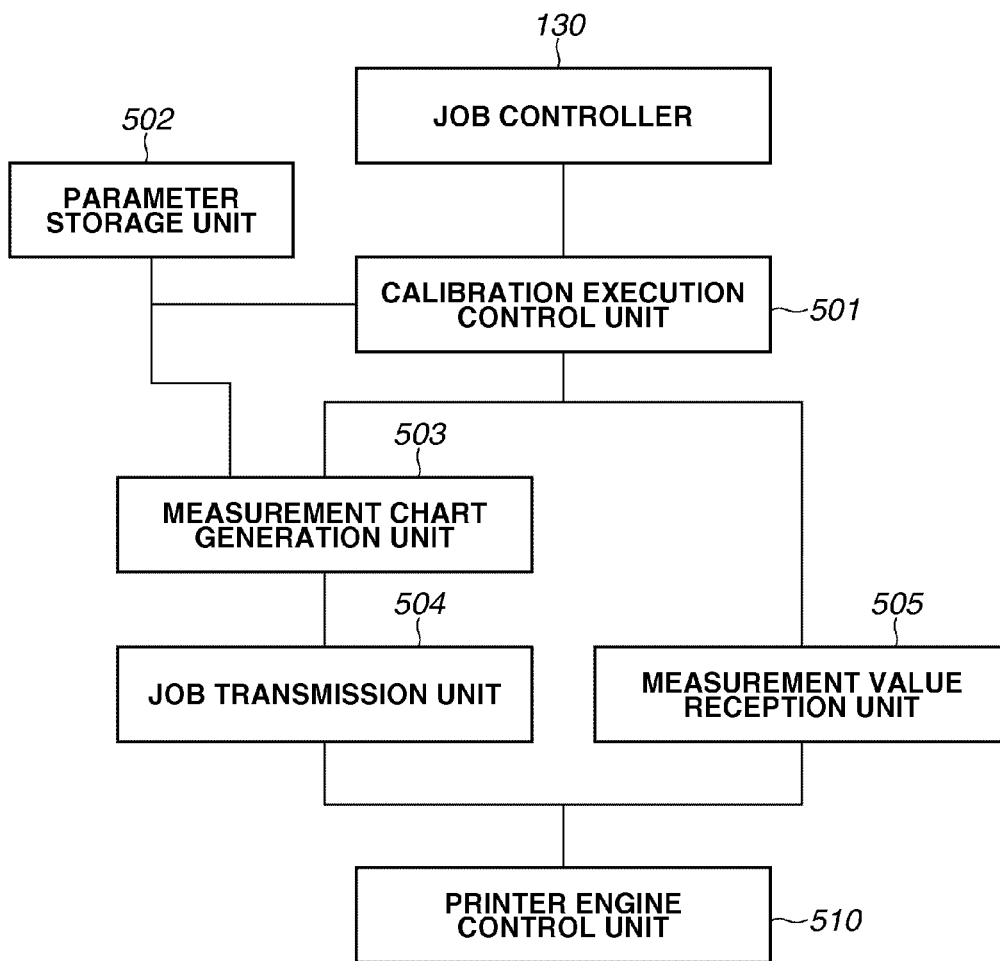 130
JOB CONTROLLER
502
PARAMETER
STORAGE UNIT
CALIBRATION EXECUTION
CONTROL UNIT
501
503
MEASUREMENT CHART
GENERATION UNIT
504
JOB TRANSMISSION UNIT
505
MEASUREMENT VALUE
RECEPTION UNIT
PRINTER ENGINE
CONTROL UNIT
510